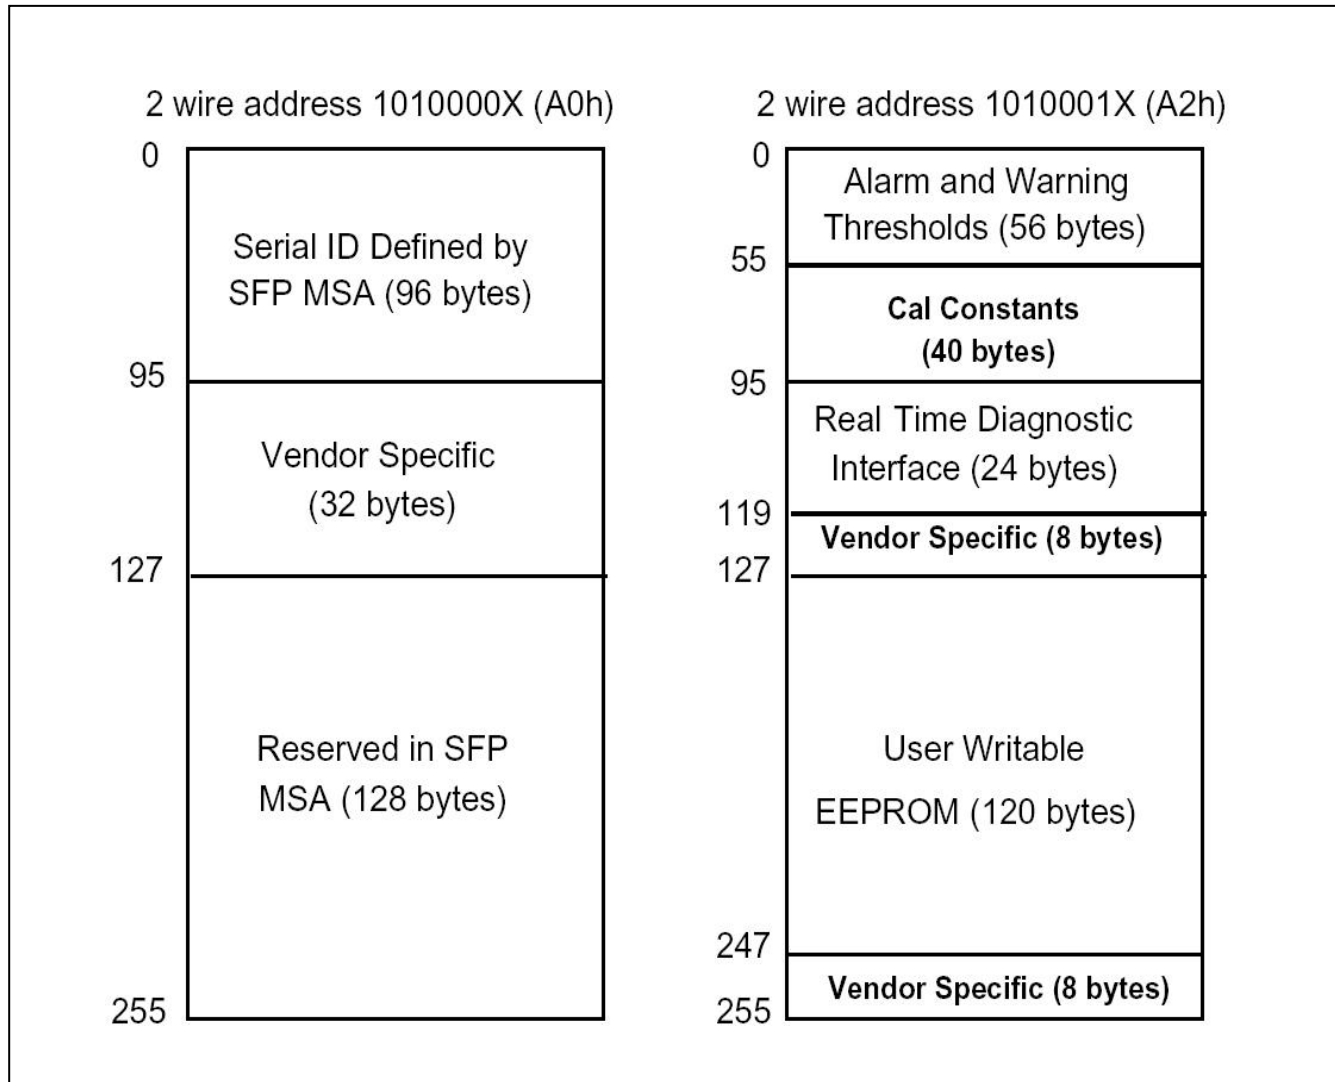 2 wire address 1010000X (A0h)
0
Serial ID Defined by
SFP MSA (96 bytes)
95
Vendor Specific
(32 bytes)
127
Reserved in SFP
MSA (128 bytes)
255
2 wire address 1010001X (A2h)
0
Alarm and Warning
Thresholds (56 bytes)
55
Cal Constants
(40 bytes)
95
Real Time Diagnostic
Interface (24 bytes)
119
Vendor Specific (8 bytes)
127
User Writable
EEPROM (120 bytes)
247
Vendor Specific (8 bytes)
255